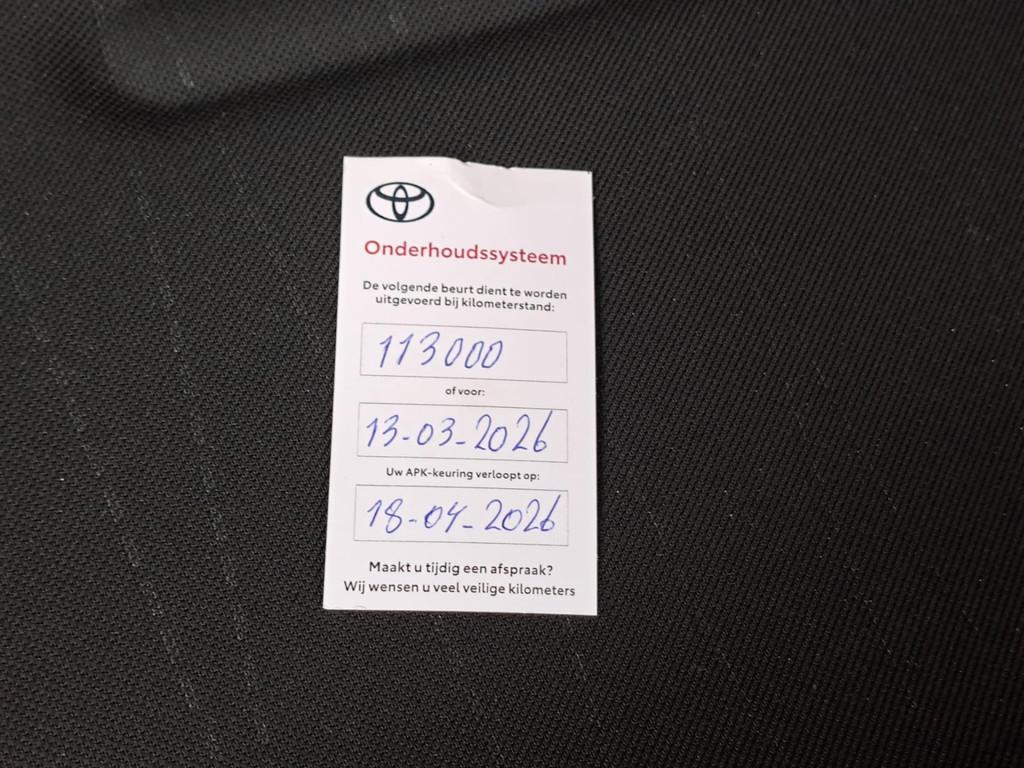 Onderhoudssysteem
De volgende beurt dient te worden
uitgevoerd bij kilometerstand:
113000
of voor:
13-03-2026
Uw APK-keuring verloopt op:
18-04-2026
Maakt u tijdig een afspraak?
Wij wensen u veel veilige kilometers